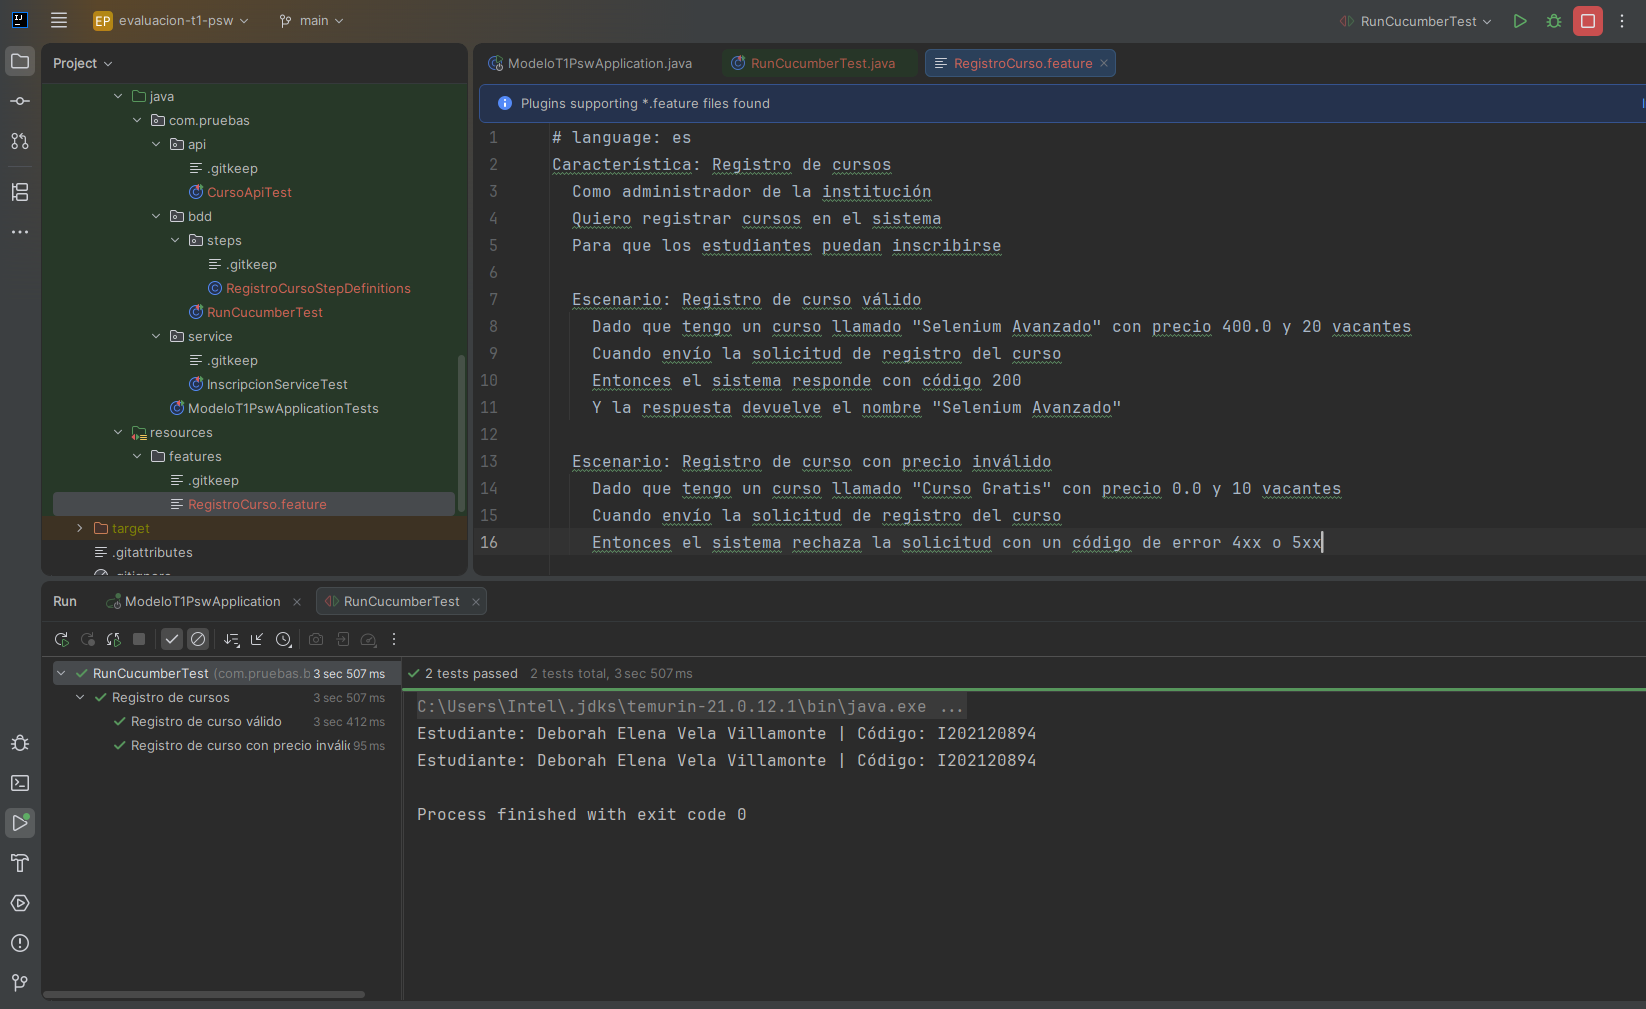 EP evaluacion-t1-psw main RunCucumberTest
Project
java
com.pruebas
api
.gitkeep
CursoApiTest
bdd
steps
.gitkeep
RegistroCursoStepDefinitions
RunCucumberTest
service
.gitkeep
InscripcionServiceTest
ModeloT1PswApplicationTests
resources
features
.gitkeep
RegistroCurso.feature
target
.gitattributes
ModeloT1PswApplication.java RunCucumberTest.java RegistroCurso.feature
Plugins supporting *.feature files found
1 # language: es
2 Característica: Registro de cursos
3 Como administrador de la institución
4 Quiero registrar cursos en el sistema
5 Para que los estudiantes puedan inscribirse
6
7 Escenario: Registro de curso válido
8 Dado que tengo un curso llamado "Selenium Avanzado" con precio 400.0 y 20 vacantes
9 Cuando envío la solicitud de registro del curso
10 Entonces el sistema responde con código 200
11 Y la respuesta devuelve el nombre "Selenium Avanzado"
12
13 Escenario: Registro de curso con precio inválido
14 Dado que tengo un curso llamado "Curso Gratis" con precio 0.0 y 10 vacantes
15 Cuando envío la solicitud de registro del curso
16 Entonces el sistema rechaza la solicitud con un código de error 4xx o 5xx
Run ModeloT1PswApplication RunCucumberTest
RunCucumberTest (com.pruebas.b 3 sec 507 ms
Registro de cursos 3 sec 507 ms
Registro de curso válido 3 sec 412 ms
Registro de curso con precio inváli 95 ms
2 tests passed 2 tests total, 3 sec 507 ms
C:\Users\Intel\.jdks\temurin-21.0.12.1\bin\java.exe ...
Estudiante: Deborah Elena Vela Villamonte | Código: I202120894
Estudiante: Deborah Elena Vela Villamonte | Código: I202120894
Process finished with exit code 0